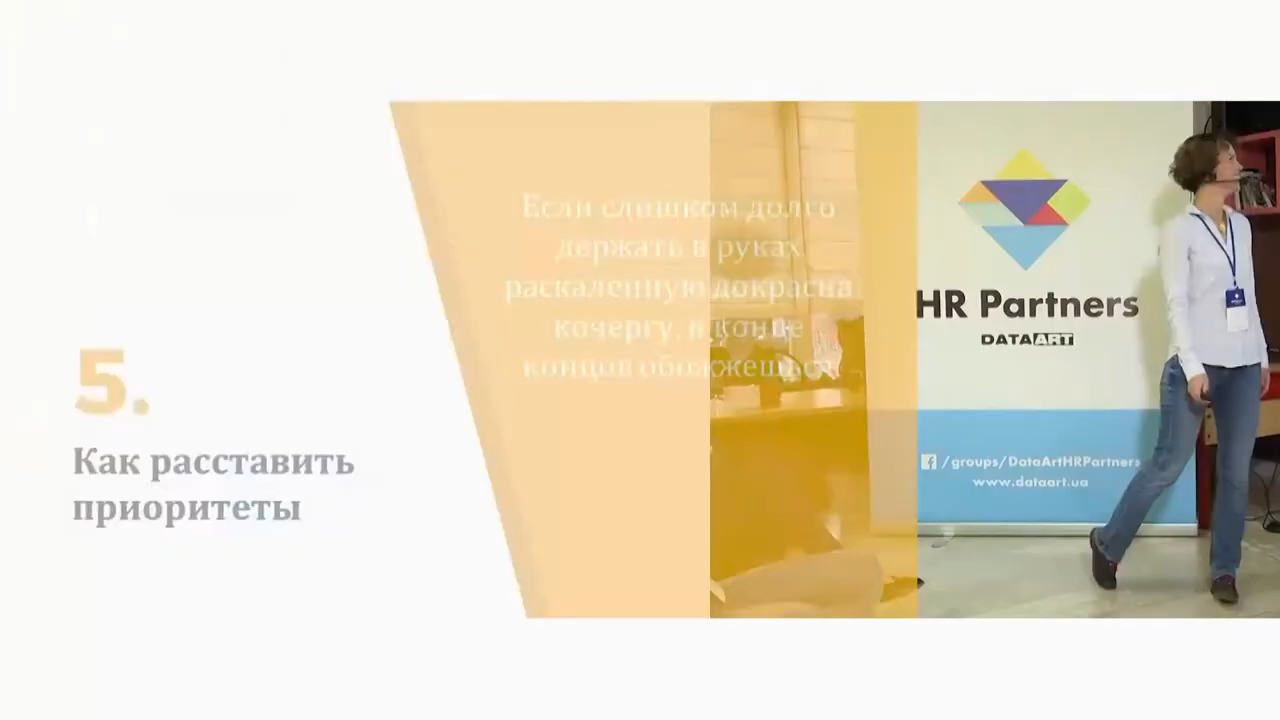 5.
Как расставить
приоритеты
Если слишком долго
держать в руках
раскаленную докрасна
кочергу, в конце
концов обожжешься
HR Partners
DATAART
/groups/DataArtHRPartners
www.dataart.ua